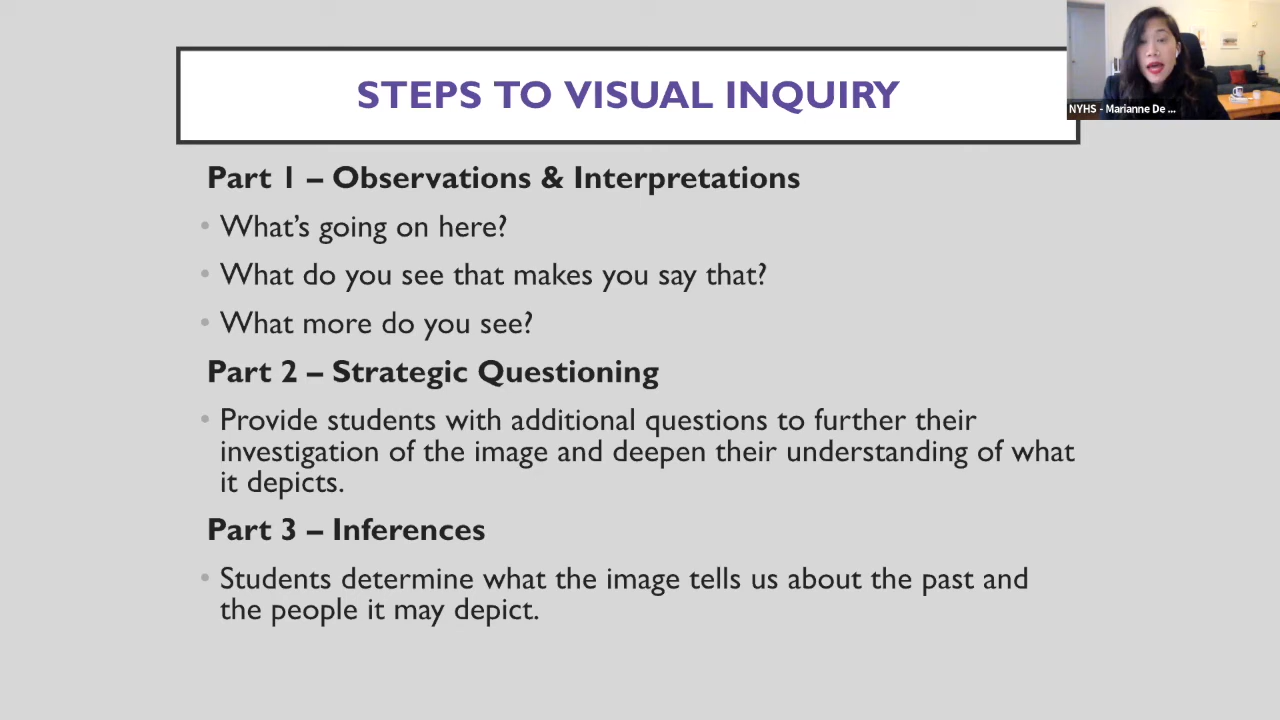 STEPS TO VISUAL INQUIRY
NYHS - Marianne De ...
Part 1 – Observations & Interpretations
• What's going on here?
• What do you see that makes you say that?
• What more do you see?
Part 2 – Strategic Questioning
• Provide students with additional questions to further their
investigation of the image and deepen their understanding of what
it depicts.
Part 3 – Inferences
• Students determine what the image tells us about the past and
the people it may depict.